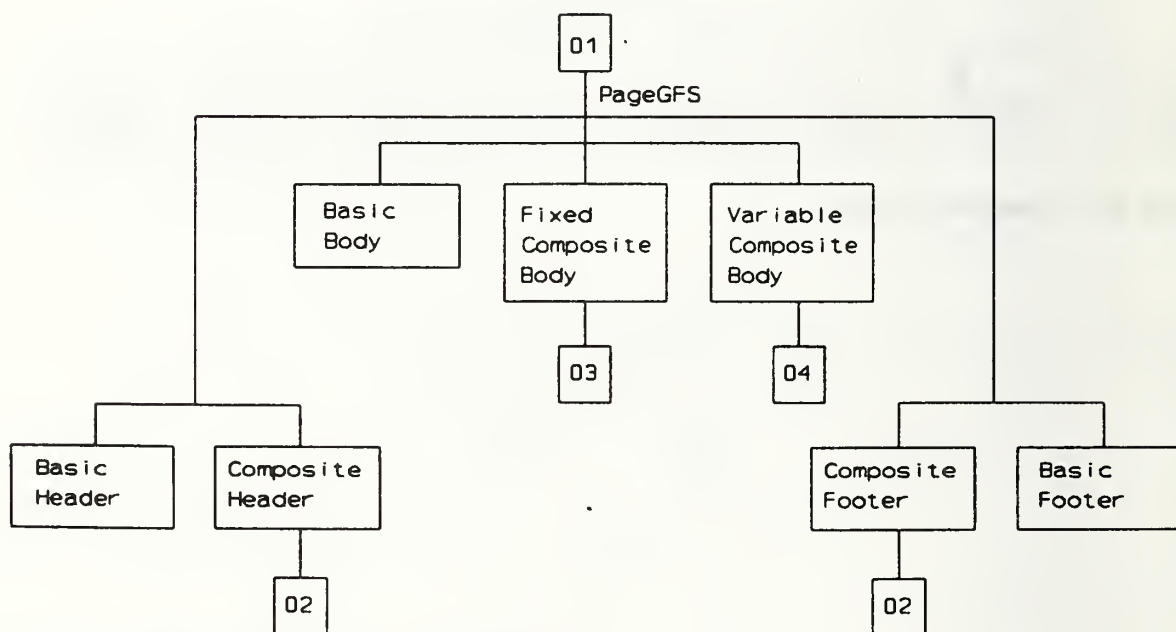 01
PageGFS
Basic
Body
Fixed
Composite
Body
Variable
Composite
Body
03
04
Basic
Header
Composite
Header
Composite
Footer
Basic
Footer
02
02